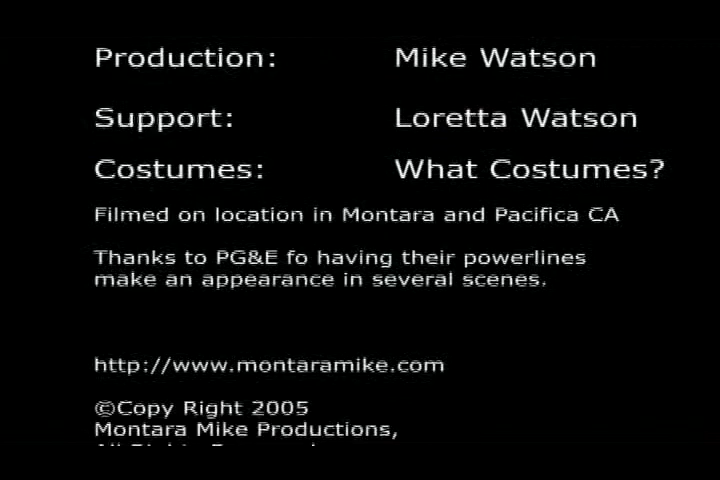 Production: Mike Watson
Support: Loretta Watson
Costumes: What Costumes?
Filmed on location in Montara and Pacifica CA
Thanks to PG&E fo having their powerlines
make an appearance in several scenes.
http://www.montaramike.com
©Copy Right 2005
Montara Mike Productions,